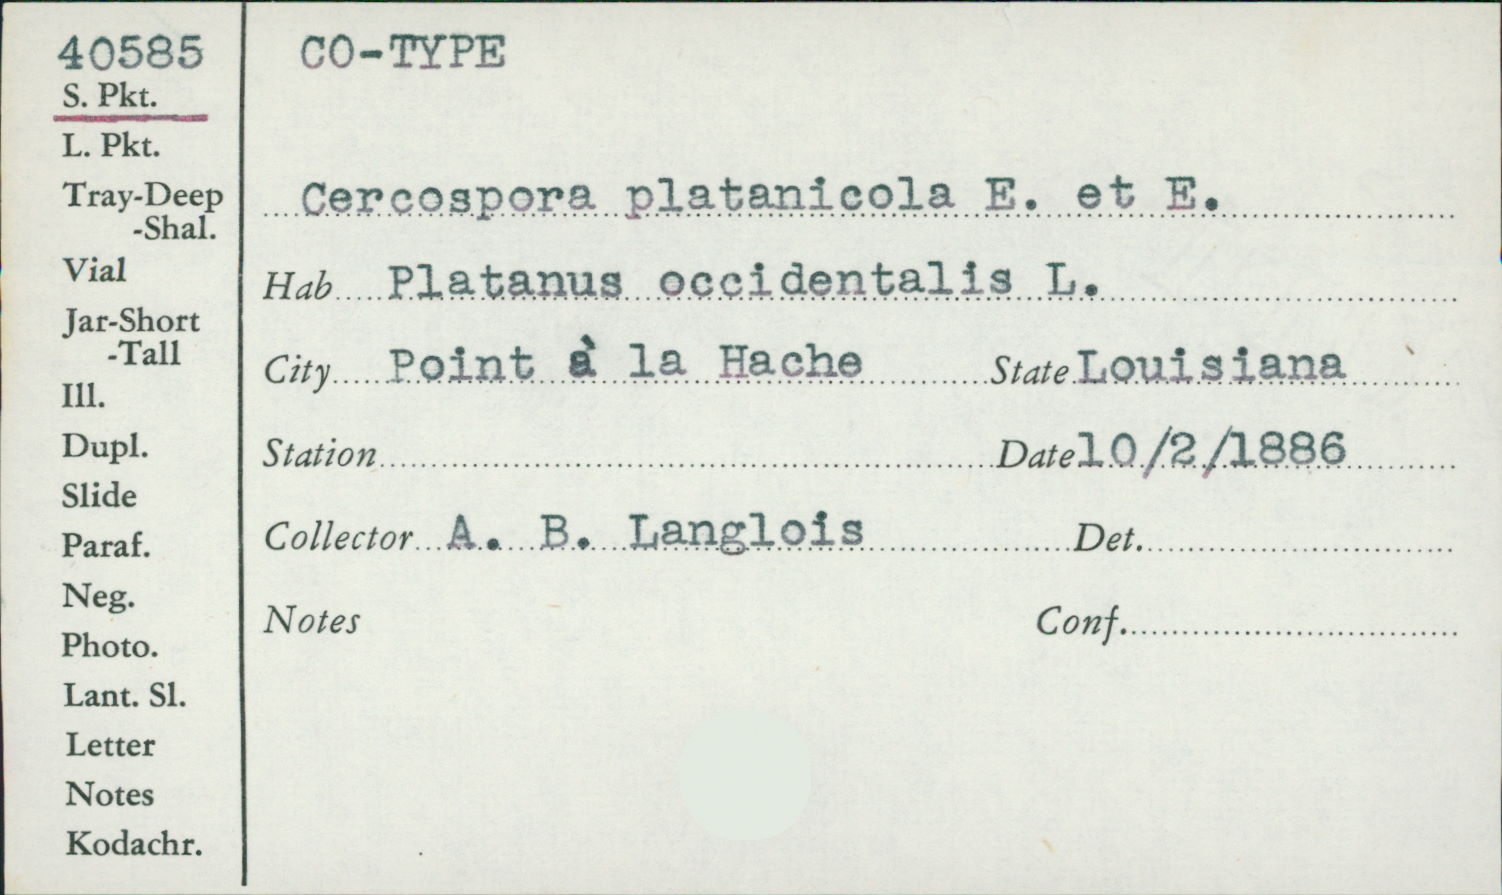 40585
S. Pkt.
L. Pkt.
Tray-Deep
-Shal.
Vial
Jar-Short
-Tall
Ill.
Dupl.
Slide
Paraf.
Neg.
Photo.
Lant. Sl.
Letter
Notes
Kodachr.
CO-TYPE
Cercospora platanicola E. et E.
Hab Platanus occidentalis L.
City Point à la Hache State Louisiana
Station Date 10/2/1886
Collector A. B. Langlois Det.
Notes Conf.